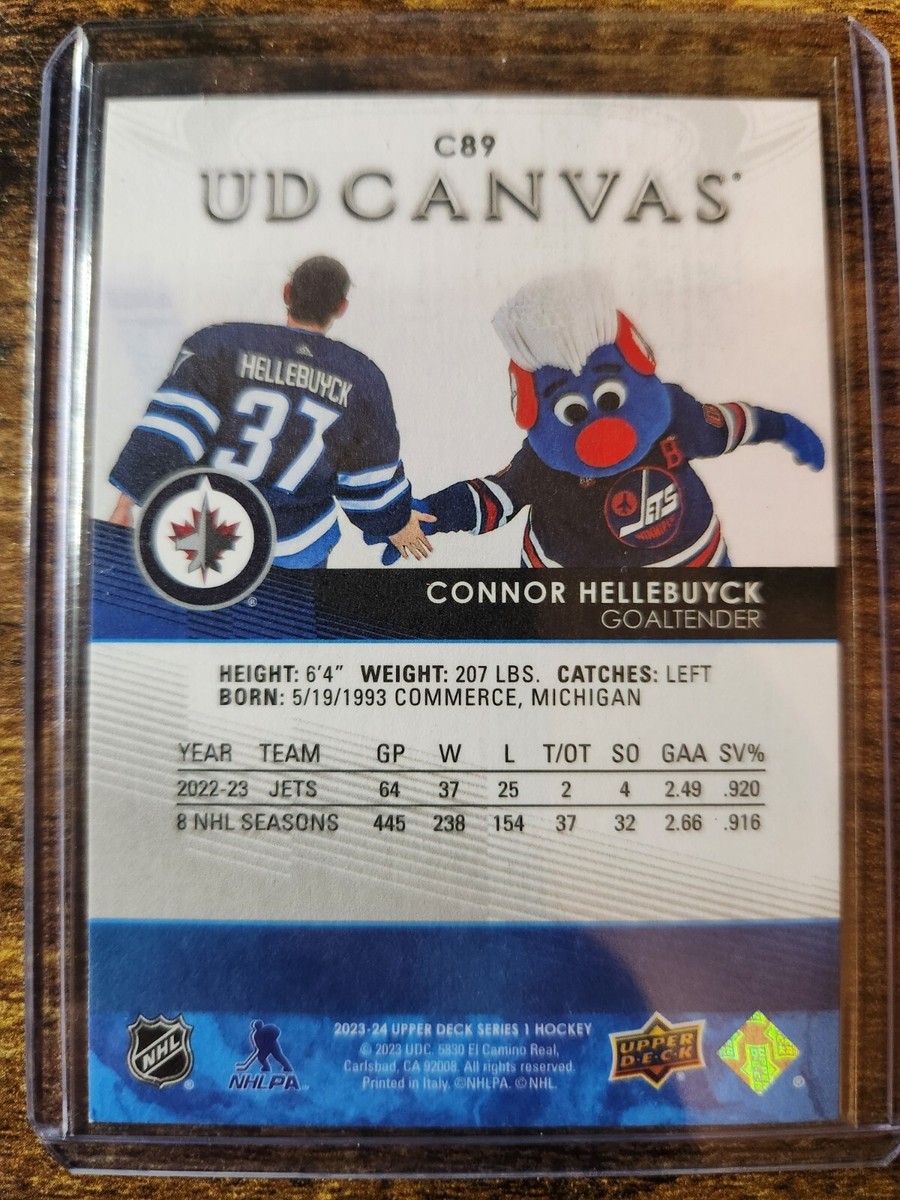 C89
UD CANVAS
HELLEBUYCK
37
JETS
WINNIPEG
CONNOR HELLEBUYCK
GOALTENDER
HEIGHT: 6'4" WEIGHT: 207 LBS. CATCHES: LEFT
BORN: 5/19/1993 COMMERCE, MICHIGAN
YEAR TEAM GP W L T/OT SO GAA SV%
2022-23 JETS 64 37 25 2 4 2.49 .920
8 NHL SEASONS 445 238 154 37 32 2.66 .916
2023-24 UPPER DECK SERIES 1 HOCKEY
© 2023 UDC. 5830 El Camino Real,
Carlsbad, CA 92008. All rights reserved.
Printed in Italy. ©NHLPA. © NHL.
NHL ®
NHLPA
UPPER
DECK ®
®